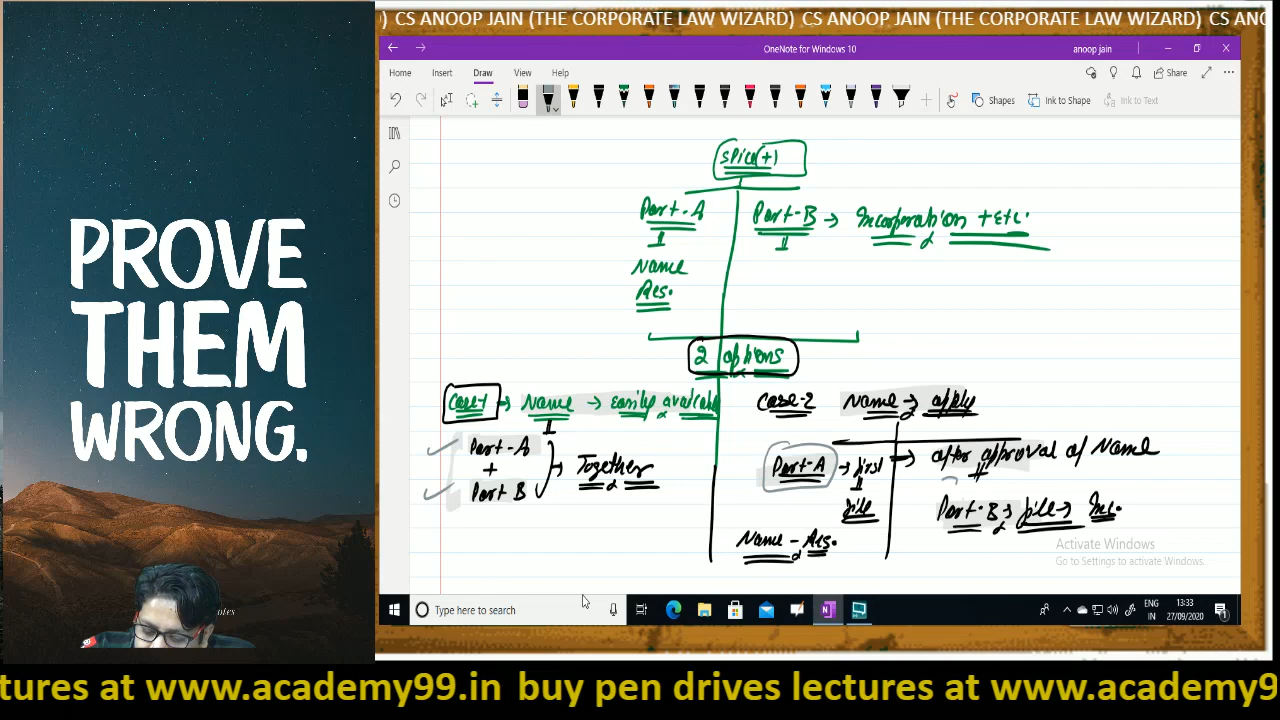 ) CS ANOOP JAIN (THE CORPORATE LAW WIZARD) CS ANOOP JAIN (THE CORPORATE LAW WIZARD) CS ANO
OneNote for Windows 10
anoop jain
Home Insert Draw View Help
Share
Shapes
Ink to Shape
Ink to Text
PROVE
THEM
WRONG.
notes
SPice(+)
Part-A
Part-B → Incorporation + Etc.
Name
Res.
2 options
Case-1 → Name → easily available
Part-A
+
Part B
→ Together
Case-2 Name → apply
Part-A → first
file
Name - Res.
→ after approval of Name
Part-B → file → Inc.
Activate Windows
Go to Settings to activate Windows.
Type here to search
ENG
IN
13:33
27/09/2020
tures at www.academy99.in buy pen drives lectures at www.academy9